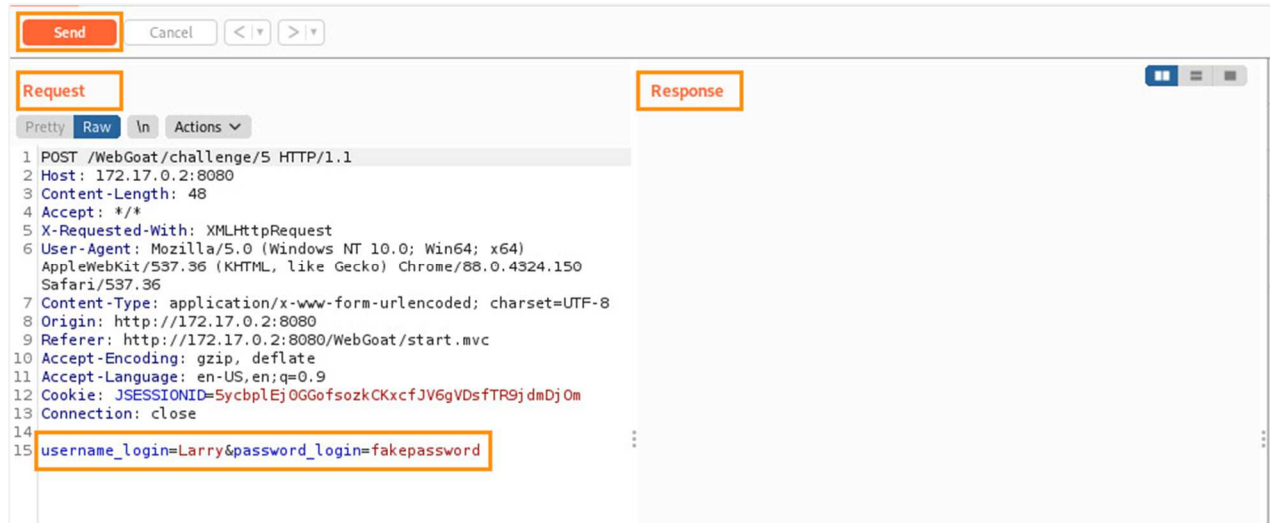 Send Cancel < >
Request
Response
Pretty Raw \n Actions
1 POST /WebGoat/challenge/5 HTTP/1.1
2 Host: 172.17.0.2:8080
3 Content-Length: 48
4 Accept: */*
5 X-Requested-With: XMLHttpRequest
6 User-Agent: Mozilla/5.0 (Windows NT 10.0; Win64; x64)
AppleWebKit/537.36 (KHTML, like Gecko) Chrome/88.0.4324.150
Safari/537.36
7 Content-Type: application/x-www-form-urlencoded; charset=UTF-8
8 Origin: http://172.17.0.2:8080
9 Referer: http://172.17.0.2:8080/WebGoat/start.mvc
10 Accept-Encoding: gzip, deflate
11 Accept-Language: en-US,en;q=0.9
12 Cookie: JSESSIONID=5ycbplEjOGGofsozkCKxcfJV6gVDsfTR9jdmDjOm
13 Connection: close
14
15 username_login=Larry&password_login=fakepassword